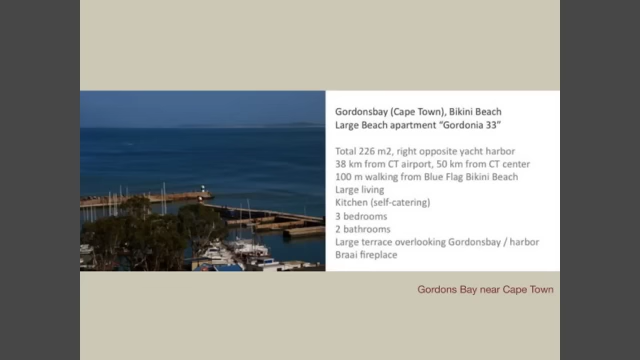 Gordonsbay (Cape Town), Bikini Beach
Large Beach apartment “Gordonia 33”
Total 226 m2, right opposite yacht harbor
38 km from CT airport, 50 km from CT center
100 m walking from Blue Flag Bikini Beach
Large living
Kitchen (self-catering)
3 bedrooms
2 bathrooms
Large terrace overlooking Gordonsbay / harbor
Braai fireplace
Gordons Bay near Cape Town